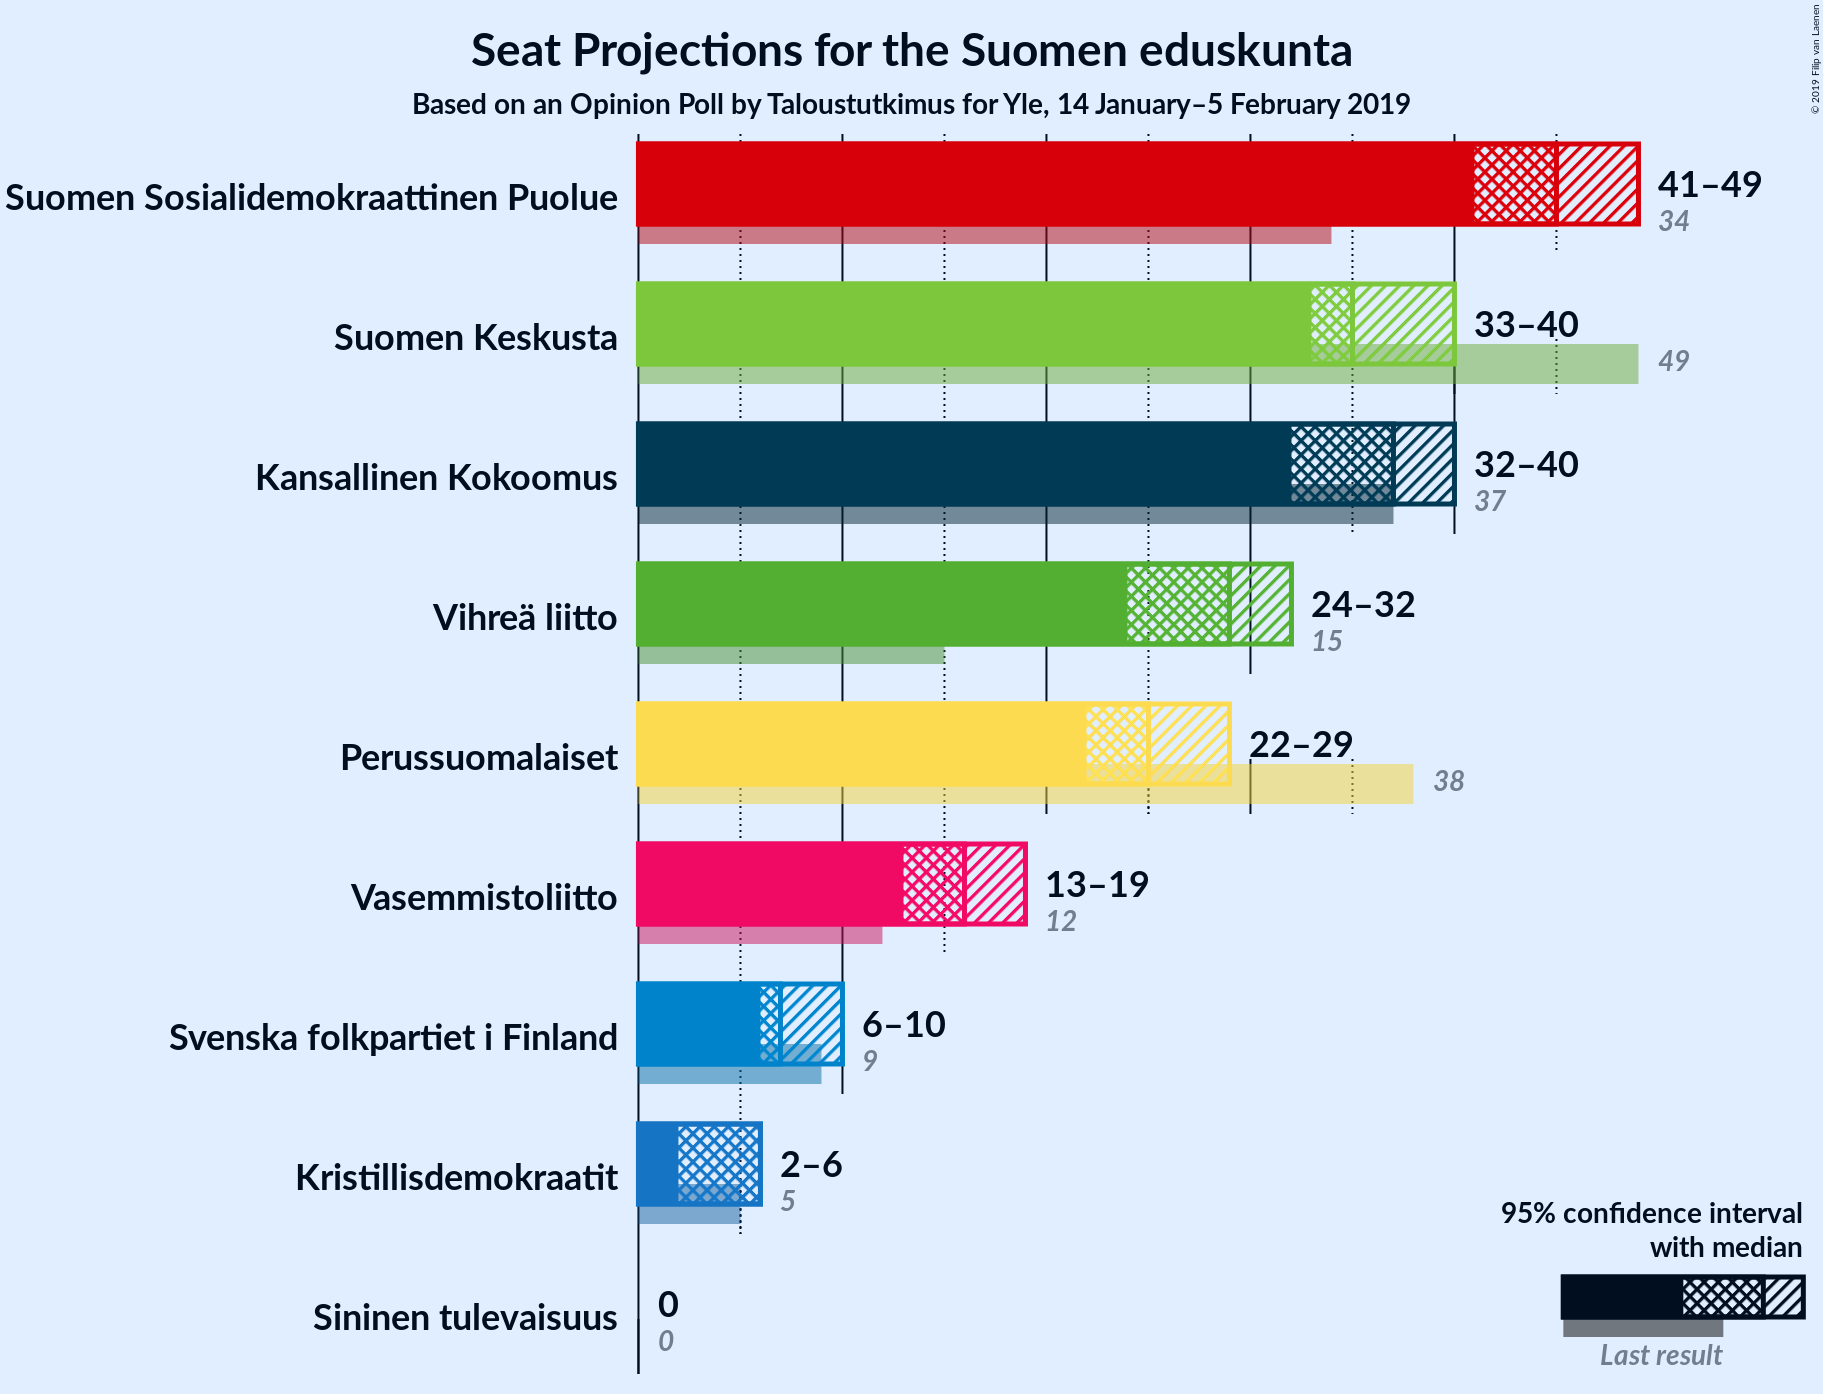 Seat Projections for the Suomen eduskunta
Based on an Opinion Poll by Taloustutkimus for Yle, 14 January–5 February 2019
© 2019 Filip van Laenen
Suomen Sosialidemokraattinen Puolue
41–49
34
Suomen Keskusta
33–40
49
Kansallinen Kokoomus
32–40
37
Vihreä liitto
24–32
15
Perussuomalaiset
22–29
38
Vasemmistoliitto
13–19
12
Svenska folkpartiet i Finland
6–10
9
Kristillisdemokraatit
2–6
5
Sininen tulevaisuus
0
0
95% confidence interval
with median
Last result